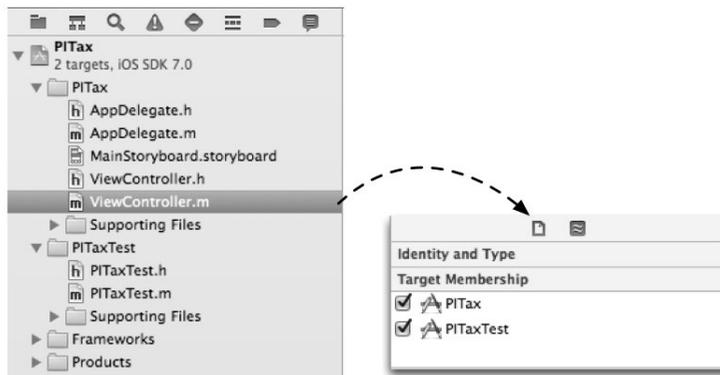 PITax
2 targets, iOS SDK 7.0
PITax
h AppDelegate.h
m AppDelegate.m
MainStoryboard.storyboard
h ViewController.h
m ViewController.m
Supporting Files
PITaxTest
h PITaxTest.h
m PITaxTest.m
Supporting Files
Frameworks
Products
Identity and Type
Target Membership
PITax
PITaxTest